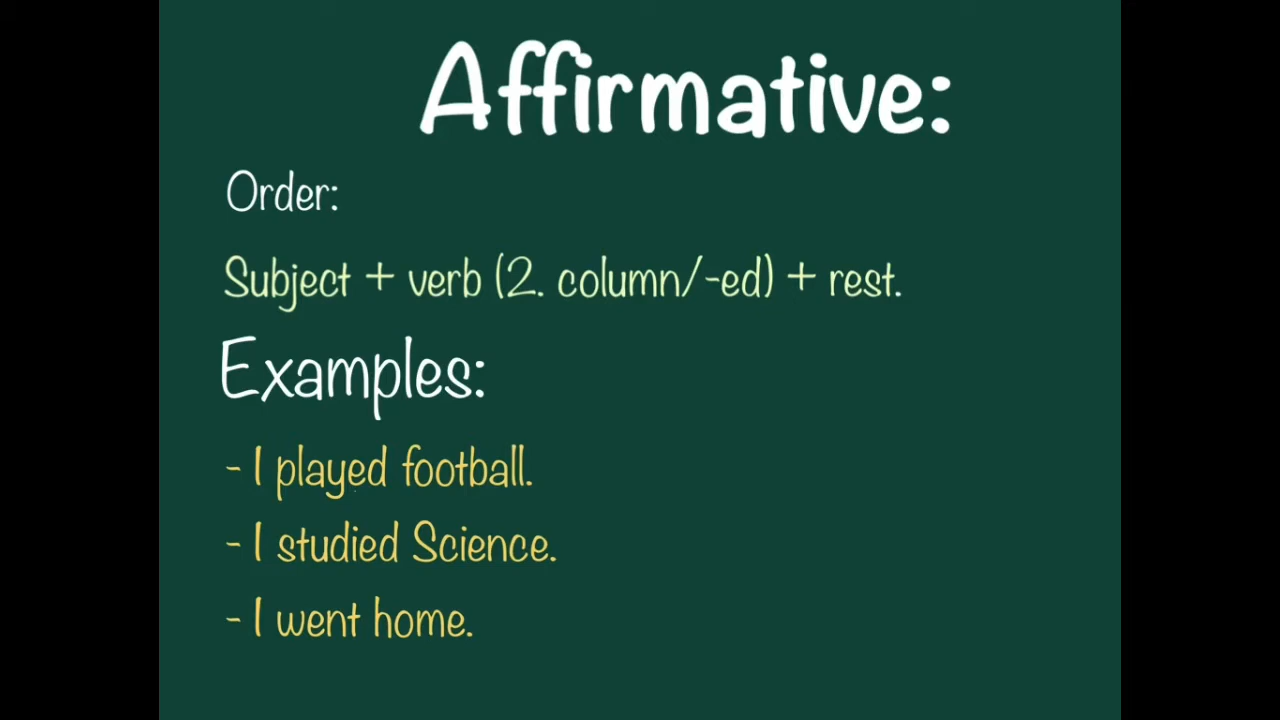 Affirmative:
Order:
Subject + verb (2. column/-ed) + rest.
Examples:
- I played football.
- I studied Science.
- I went home.